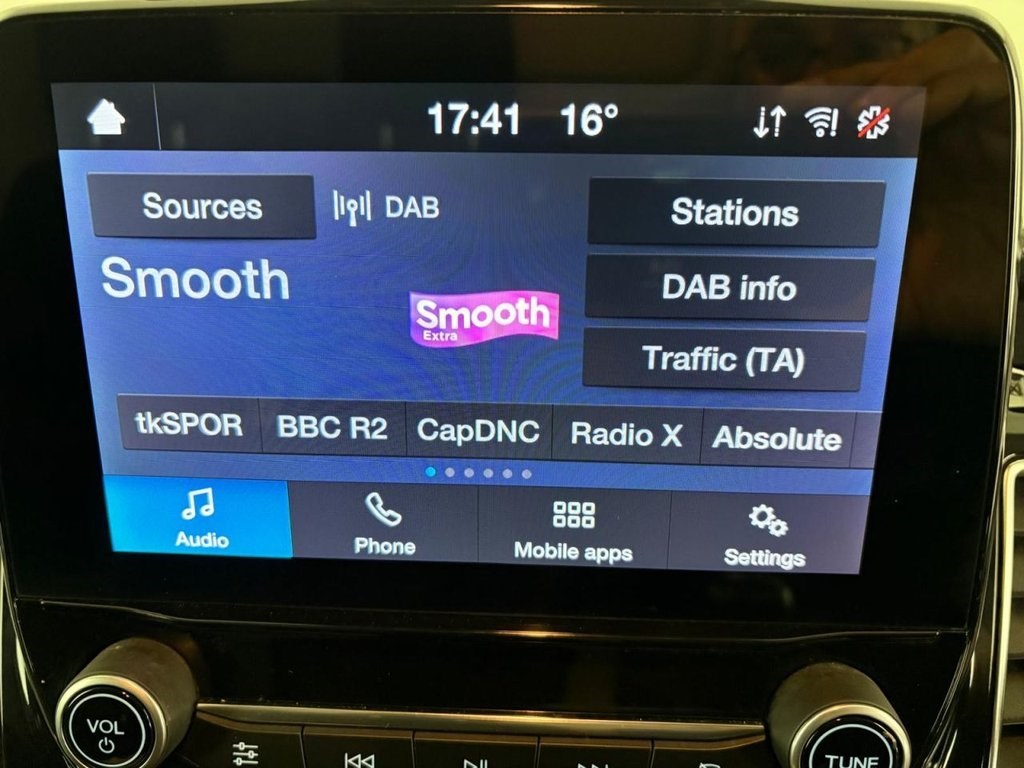 17:41 16°
Sources DAB
Stations
Smooth
DAB info
Smooth
Extra
Traffic (TA)
tkSPOR BBC R2 CapDNC Radio X Absolute
Audio Phone Mobile apps Settings
VOL
TUNE